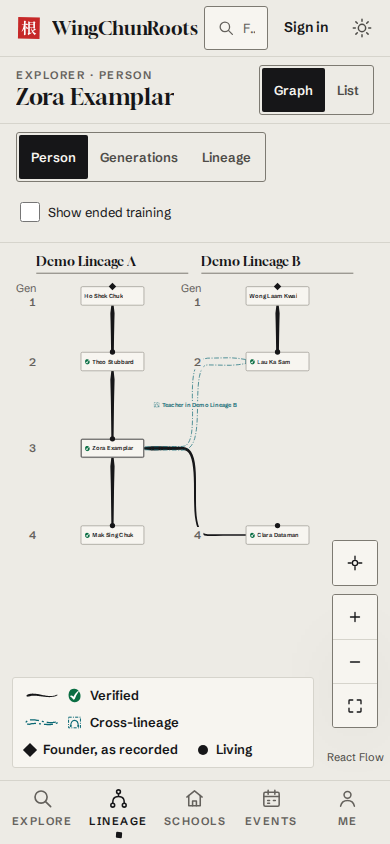 根 WingChunRoots F.. Sign in
EXPLORER · PERSON
Zora Examplar
Graph List
Person Generations Lineage
Show ended training
Demo Lineage A Demo Lineage B
Gen Gen
1 Ho Shek Chuk 1 Wong Laam Kwai
2 Theo Stubbard 2 Lau Ka Sam
Teacher in Demo Lineage B
3 Zora Examplar
4 Mak Sing Chuk 4 Clara Dataman
Verified
Cross-lineage
Founder, as recorded Living
React Flow
EXPLORE LINEAGE SCHOOLS EVENTS ME